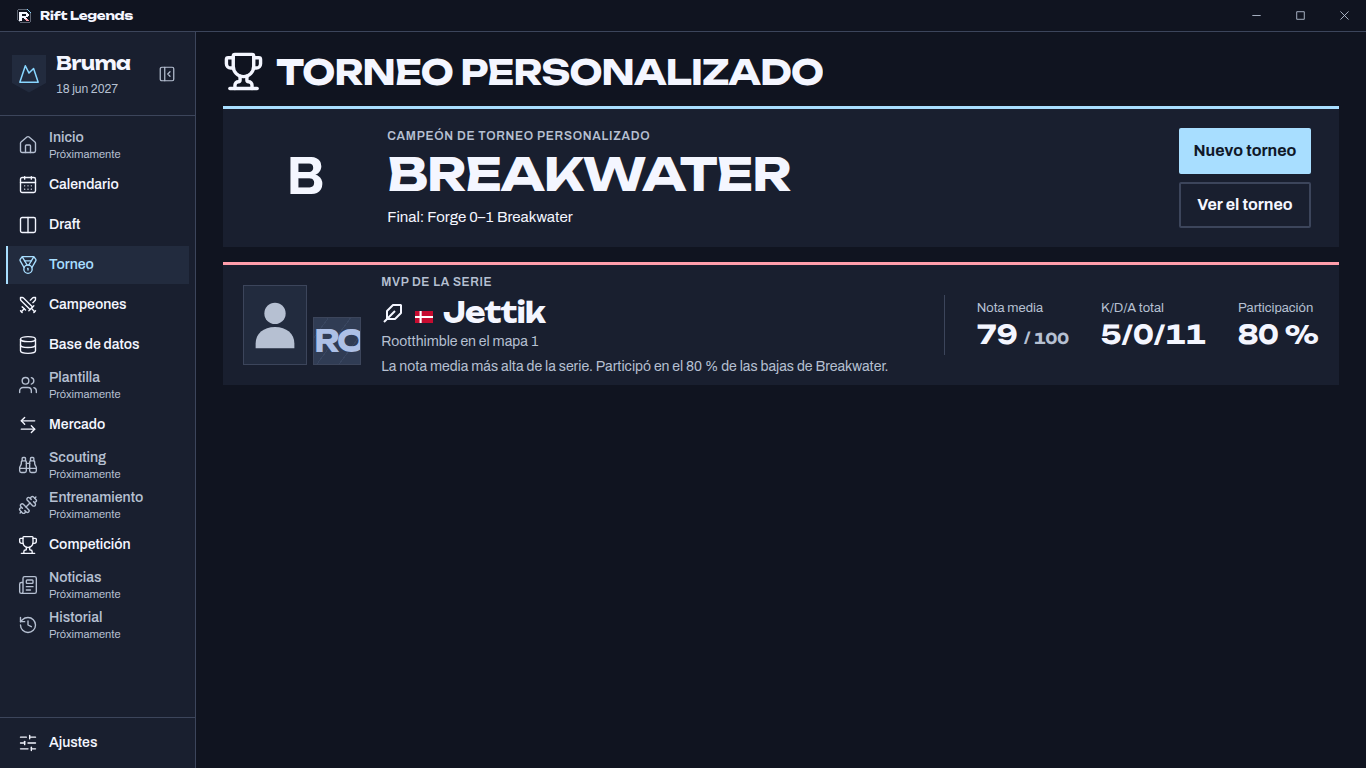 Rift Legends
Bruma
18 jun 2027
Inicio
Próximamente
Calendario
Draft
Torneo
Campeones
Base de datos
Plantilla
Próximamente
Mercado
Scouting
Próximamente
Entrenamiento
Próximamente
Competición
Noticias
Próximamente
Historial
Próximamente
Ajustes
TORNEO PERSONALIZADO
B
CAMPEÓN DE TORNEO PERSONALIZADO
BREAKWATER
Final: Forge 0–1 Breakwater
Nuevo torneo
Ver el torneo
RO
MVP DE LA SERIE
Jettik
Rootthimble en el mapa 1
La nota media más alta de la serie. Participó en el 80 % de las bajas de Breakwater.
Nota media
79 / 100
K/D/A total
5/0/11
Participación
80 %